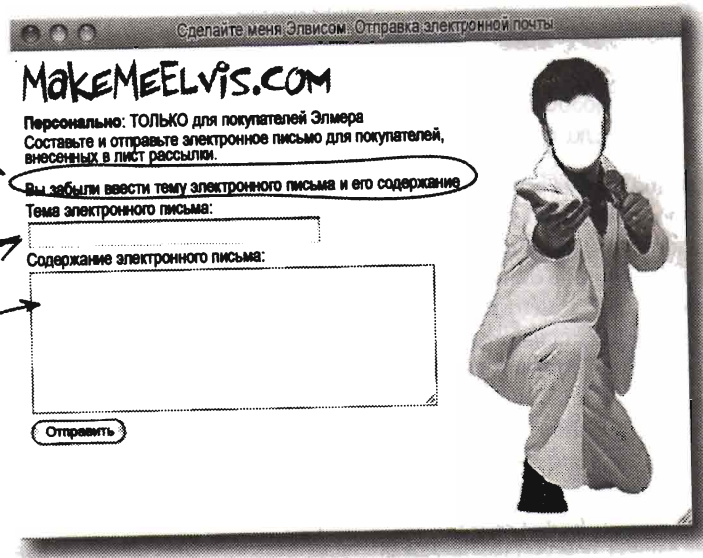 Сделайте меня Элвисом: Отправка электронной почты
MakeMeElvis.com
Персонально: ТОЛЬКО для покупателей Элмера
Составьте и отправьте электронное письмо для покупателей,
внесенных в лист рассылки.
Вы забыли ввести тему электронного письма и его содержание
Тема электронного письма:
Содержание электронного письма:
Отправить